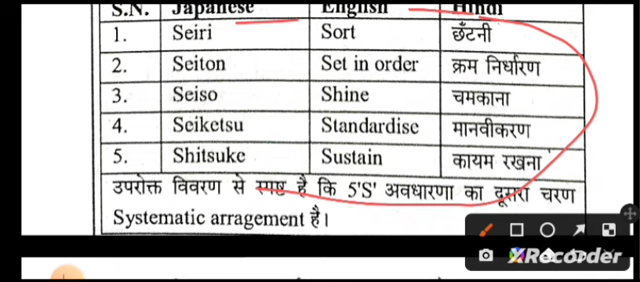 S.N. Japanese English Hindi
1. Seiri Sort छँटनी
2. Seiton Set in order क्रम निर्धारण
3. Seiso Shine चमकाना
4. Seiketsu Standardise मानवीकरण
5. Shitsuke Sustain कायम रखना
उपरोक्त विवरण से स्पष्ट है कि 5'S' अवधारणा का दूसरा चरण
Systematic arragement है।
XRecorder